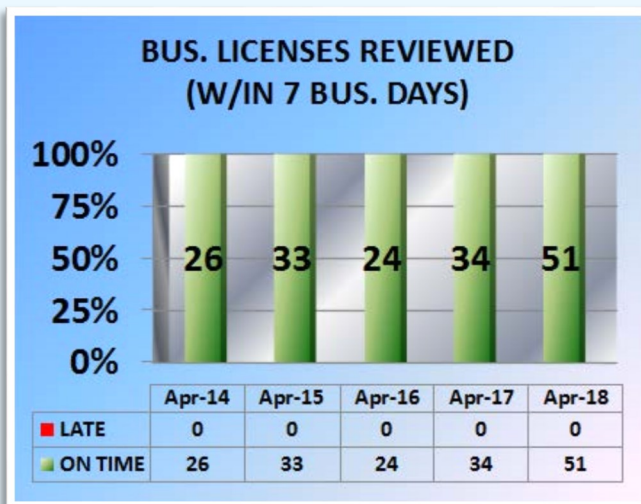 BUS. LICENSES REVIEWED
(W/IN 7 BUS. DAYS)
100%
75%
50%
25%
0%
26 33 24 34 51
Apr-14 Apr-15 Apr-16 Apr-17 Apr-18
LATE 0 0 0 0 0
ON TIME 26 33 24 34 51